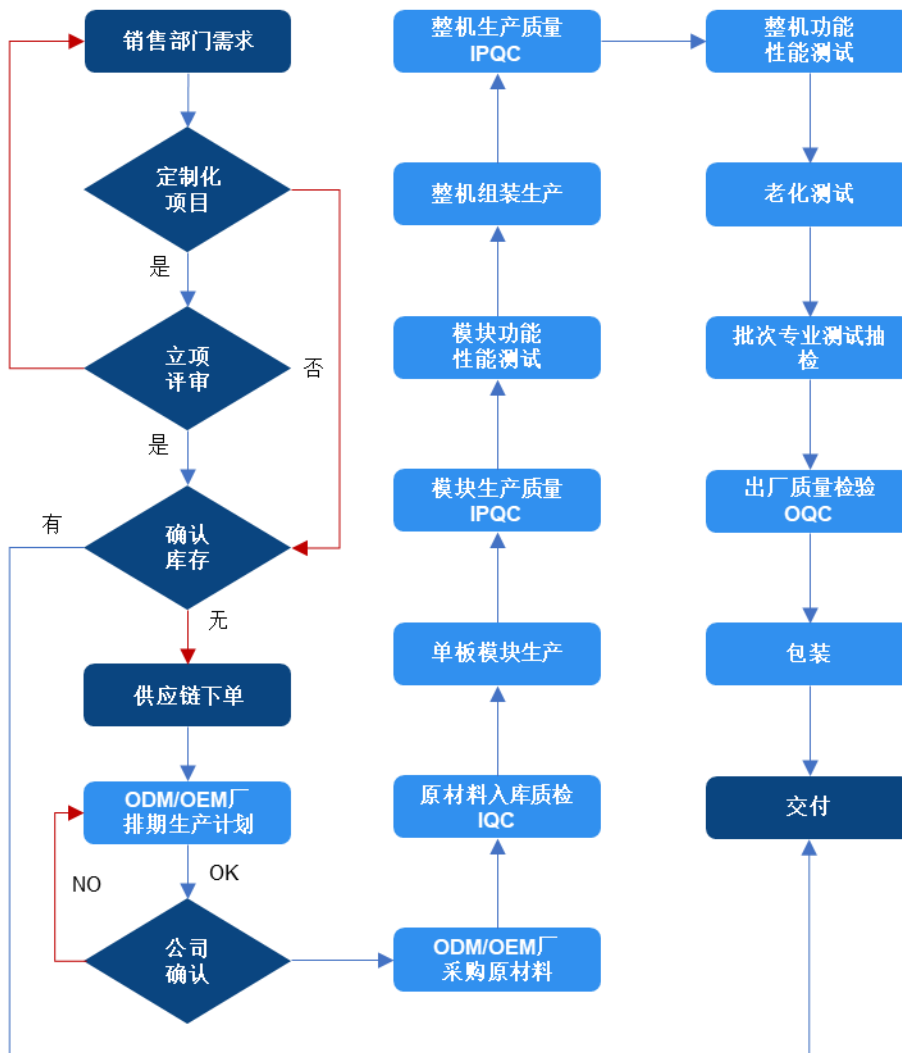 销售部门需求
定制化
项目
是
立项
评审
否
是
有
确认
库存
无
供应链下单
ODM/OEM厂
排期生产计划
NO
OK
公司
确认
ODM/OEM厂
采购原材料
原材料入库质检
IQC
单板模块生产
模块生产质量
IPQC
模块功能
性能测试
整机组装生产
整机生产质量
IPQC
整机功能
性能测试
老化测试
批次专业测试抽
检
出厂质量检验
OQC
包装
交付